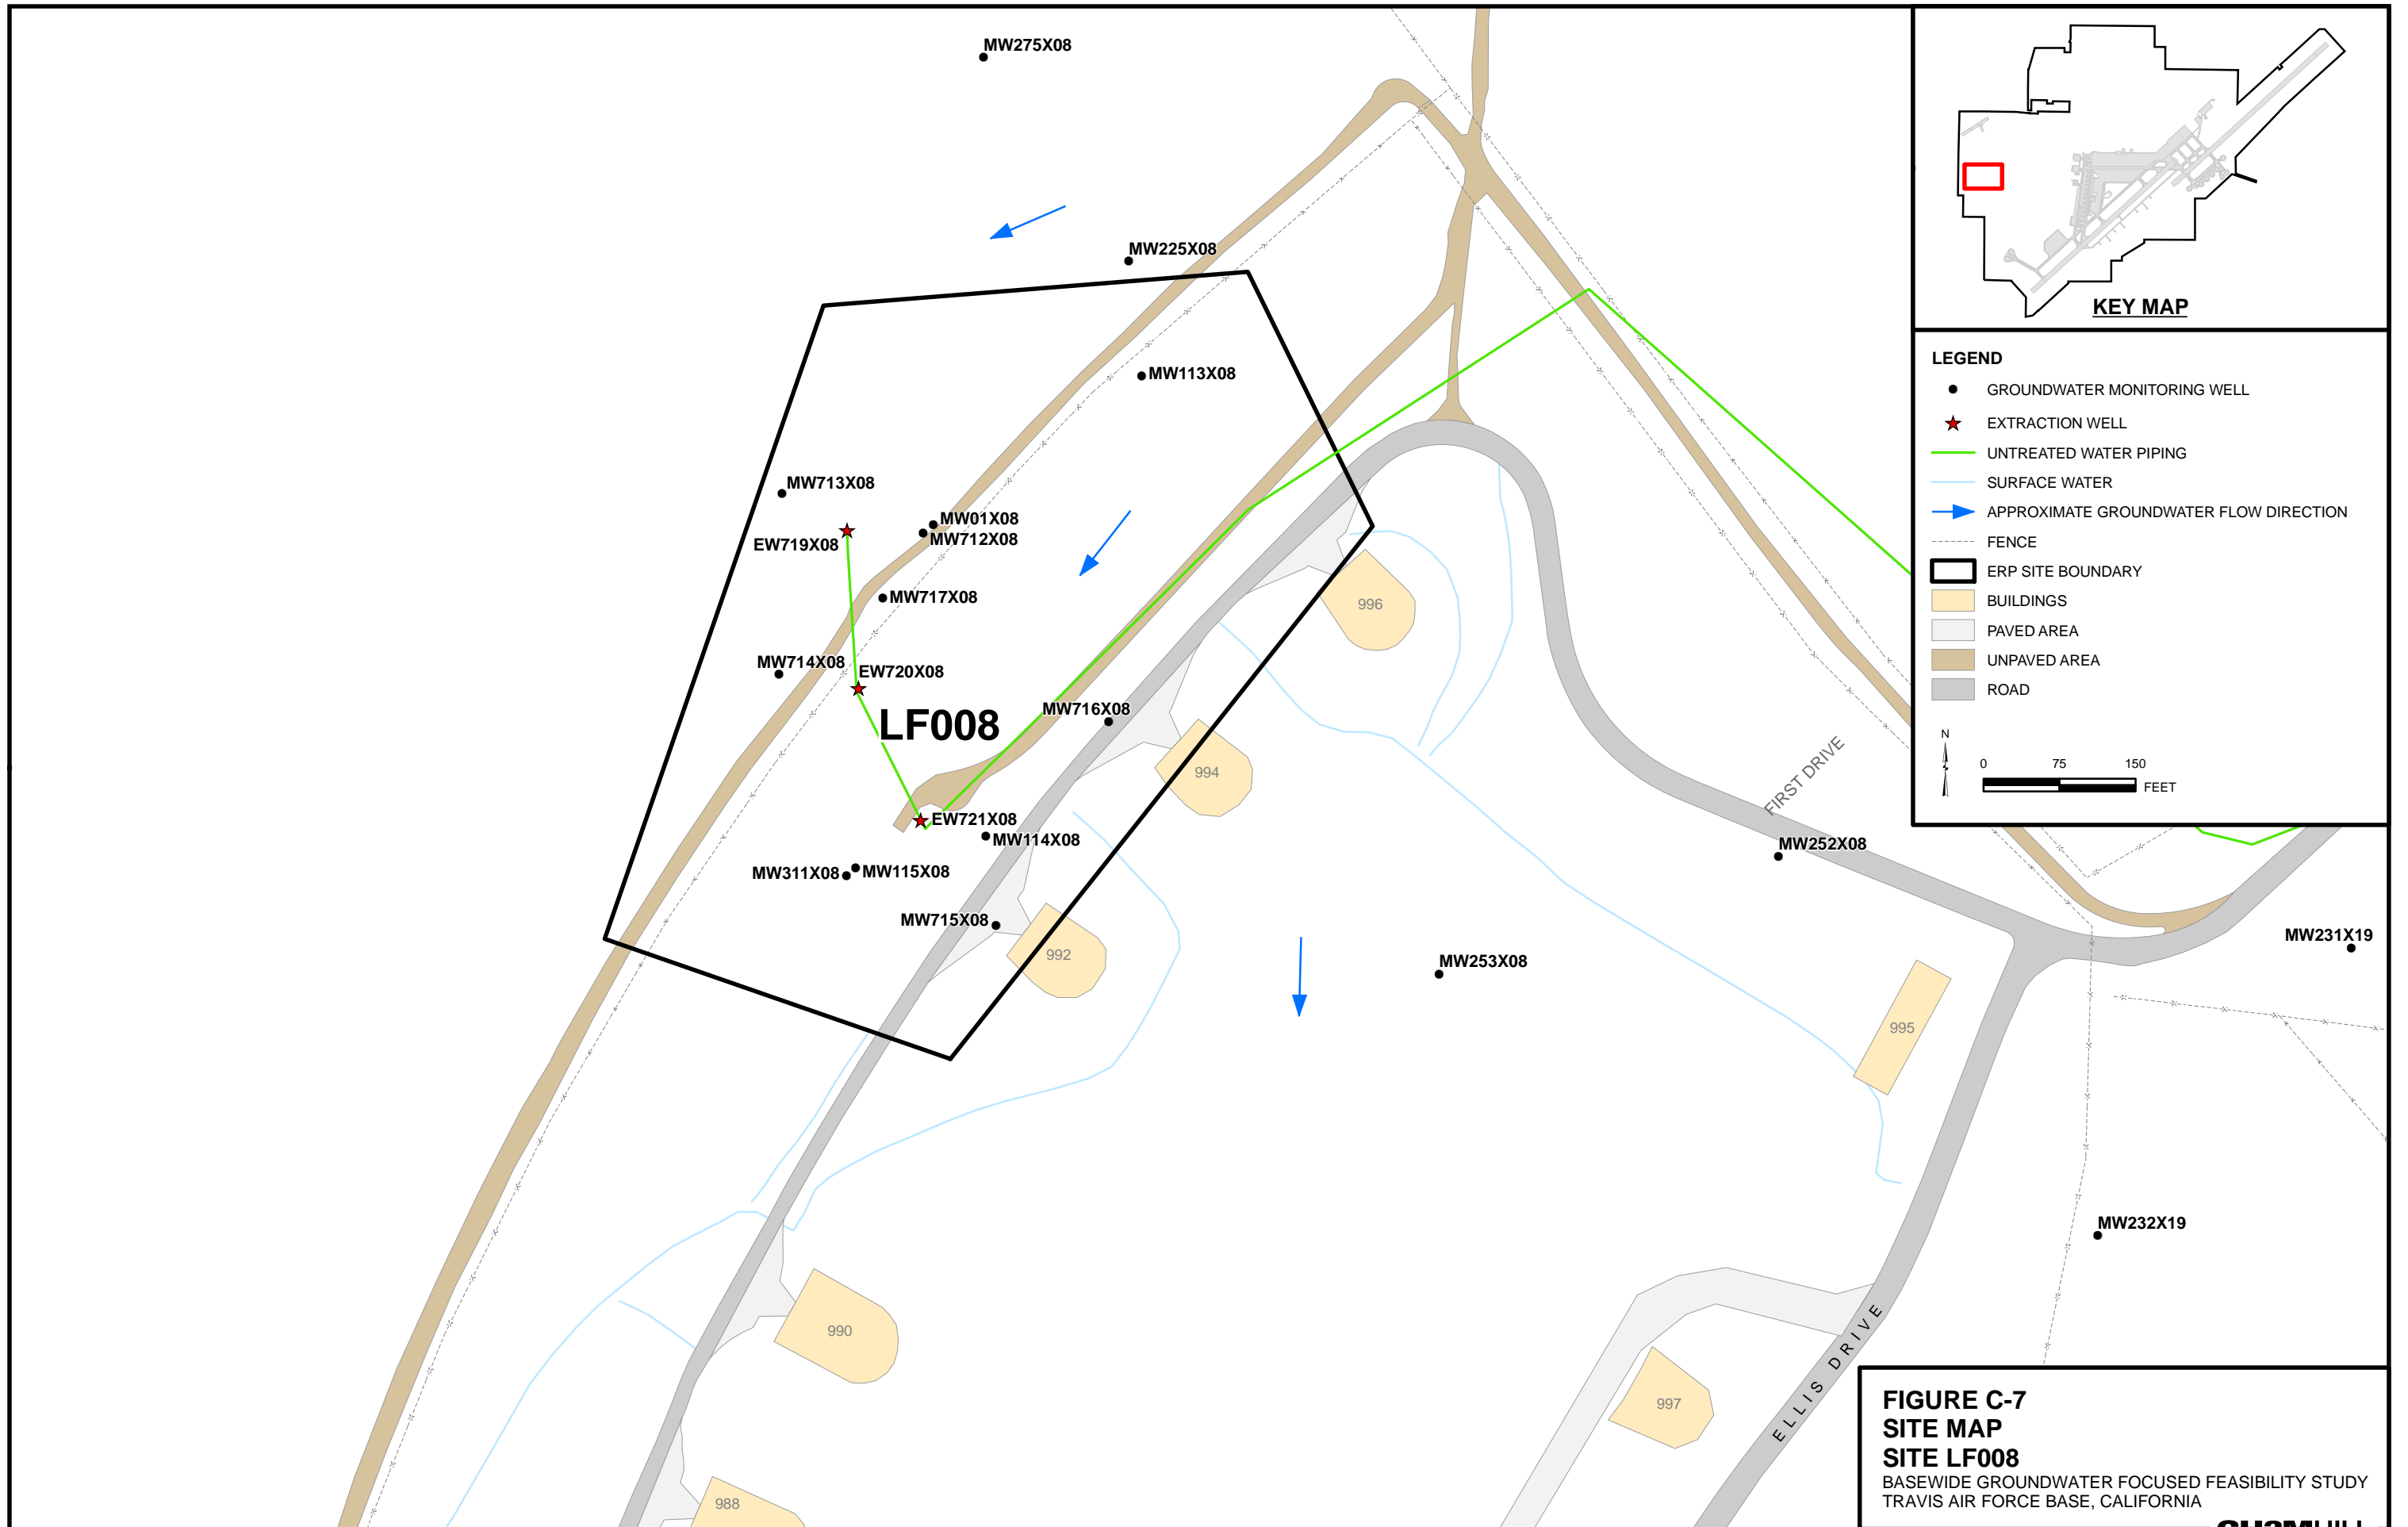 MW275X08
MW225X08
MW113X08
MW713X08
MW01X08
EW719X08
MW712X08
MW717X08
MW714X08
EW720X08
LF008
MW716X08
EW721X08
MW114X08
MW311X08
MW115X08
MW715X08
996
994
992
990
988
FIRST DRIVE
MW252X08
MW253X08
MW231X19
995
MW232X19
ELLIS DRIVE
997
KEY MAP
LEGEND
GROUNDWATER MONITORING WELL
EXTRACTION WELL
UNTREATED WATER PIPING
SURFACE WATER
APPROXIMATE GROUNDWATER FLOW DIRECTION
FENCE
ERP SITE BOUNDARY
BUILDINGS
PAVED AREA
UNPAVED AREA
ROAD
N
0 75 150
FEET
FIGURE C-7
SITE MAP
SITE LF008
BASEWIDE GROUNDWATER FOCUSED FEASIBILITY STUDY
TRAVIS AIR FORCE BASE, CALIFORNIA